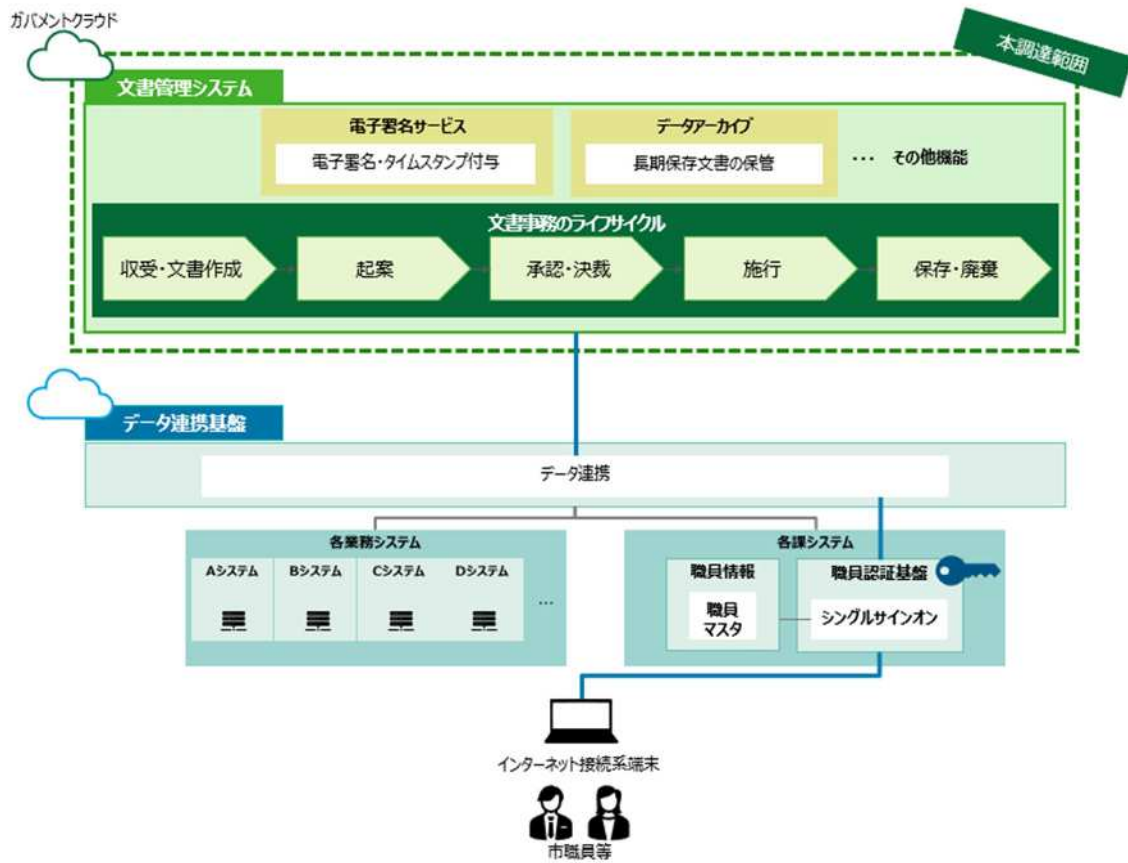 ガバメントクラウド
本調達範囲
文書管理システム
電子署名サービス
電子署名・タイムスタンプ付与
データアーカイブ
長期保存文書の保管
… その他機能
文書事務のライフサイクル
収受・文書作成
起案
承認・決裁
施行
保存・廃棄
データ連携基盤
データ連携
各業務システム
Aシステム
Bシステム
Cシステム
Dシステム
…
各課システム
職員情報
職員
マスタ
職員認証基盤
シングルサインオン
インターネット接続系端末
市職員等